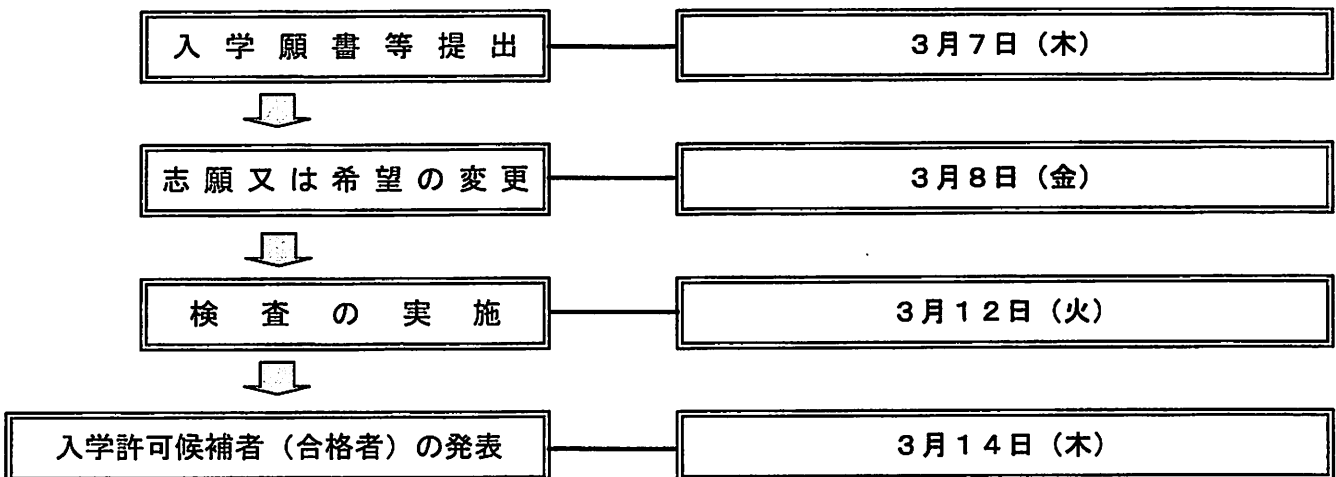 入学願書等提出
3月7日（木）
志願又は希望の変更
3月8日（金）
検査の実施
3月12日（火）
入学許可候補者（合格者）の発表
3月14日（木）